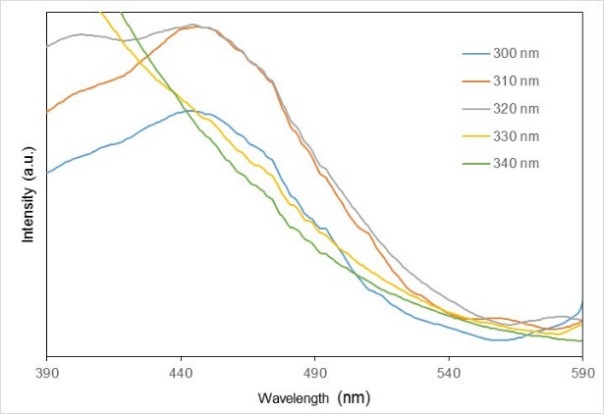 Intensity (a.u.)
300 nm
310 nm
320 nm
330 nm
340 nm
390 440 490 540 590
Wavelength (nm)